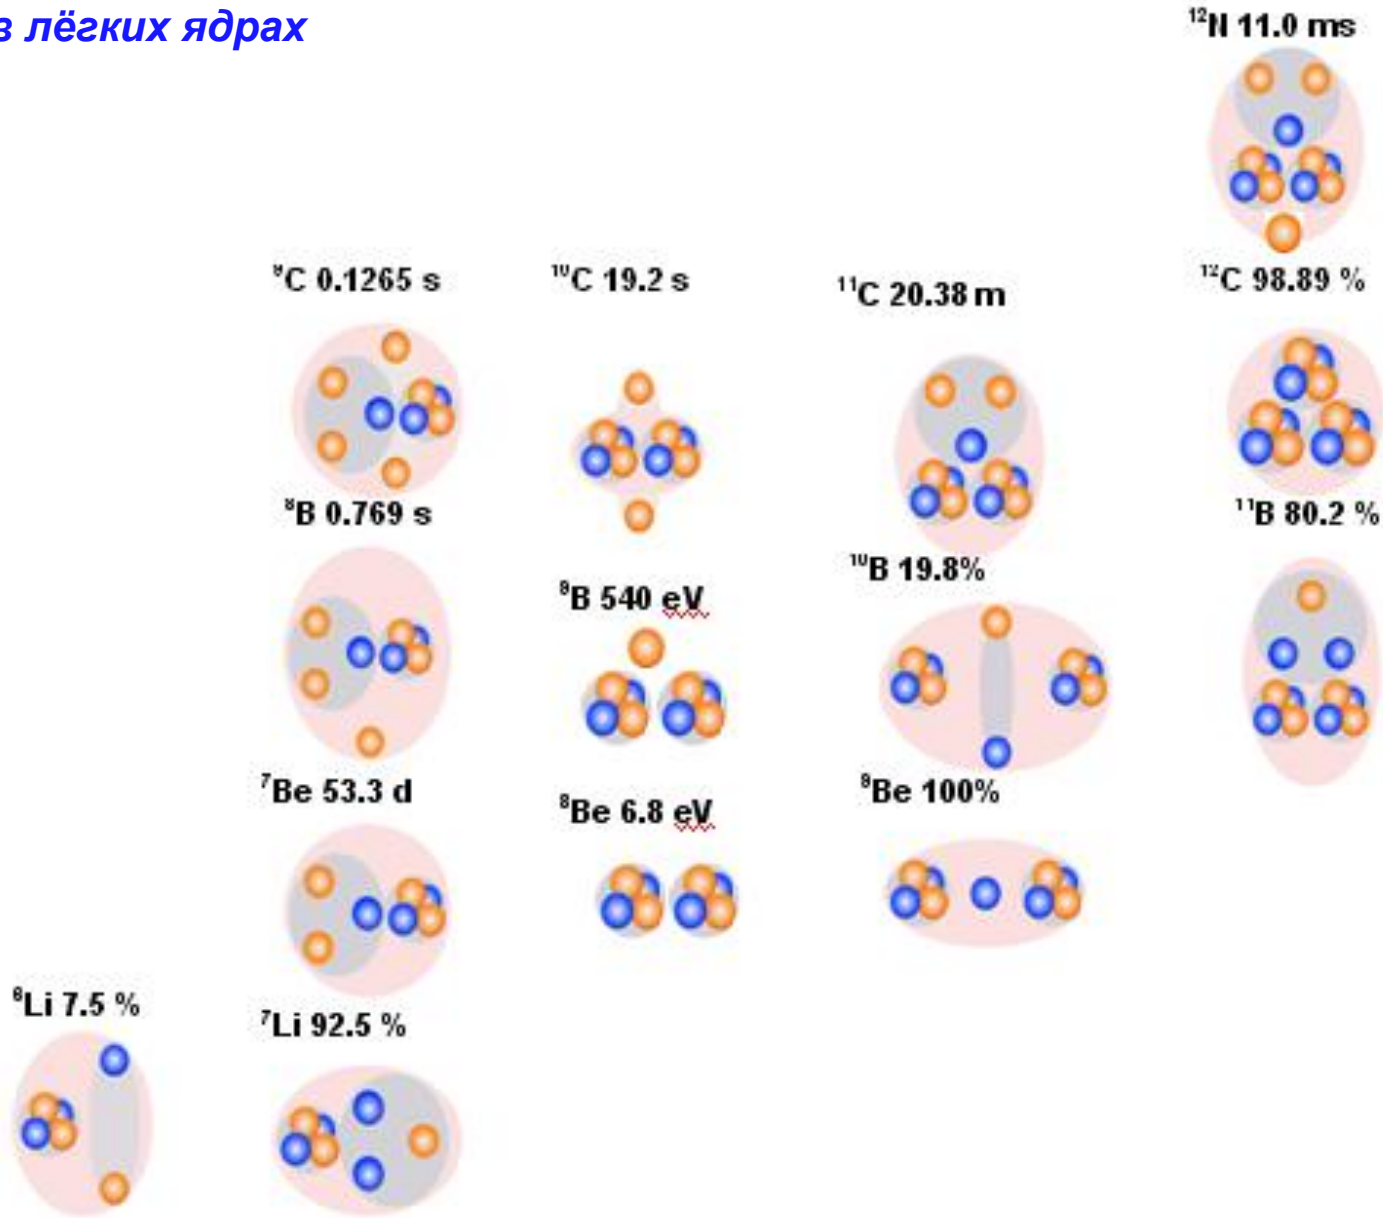 в лёгких ядрах
¹²N 11.0 ms
⁹C 0.1265 s
¹⁰C 19.2 s
¹¹C 20.38 m
¹²C 98.89 %
⁸B 0.769 s
¹¹B 80.2 %
¹⁰B 19.8%
⁹B 540 eV
⁷Be 53.3 d
⁹Be 100%
⁸Be 6.8 eV
⁶Li 7.5 %
⁷Li 92.5 %